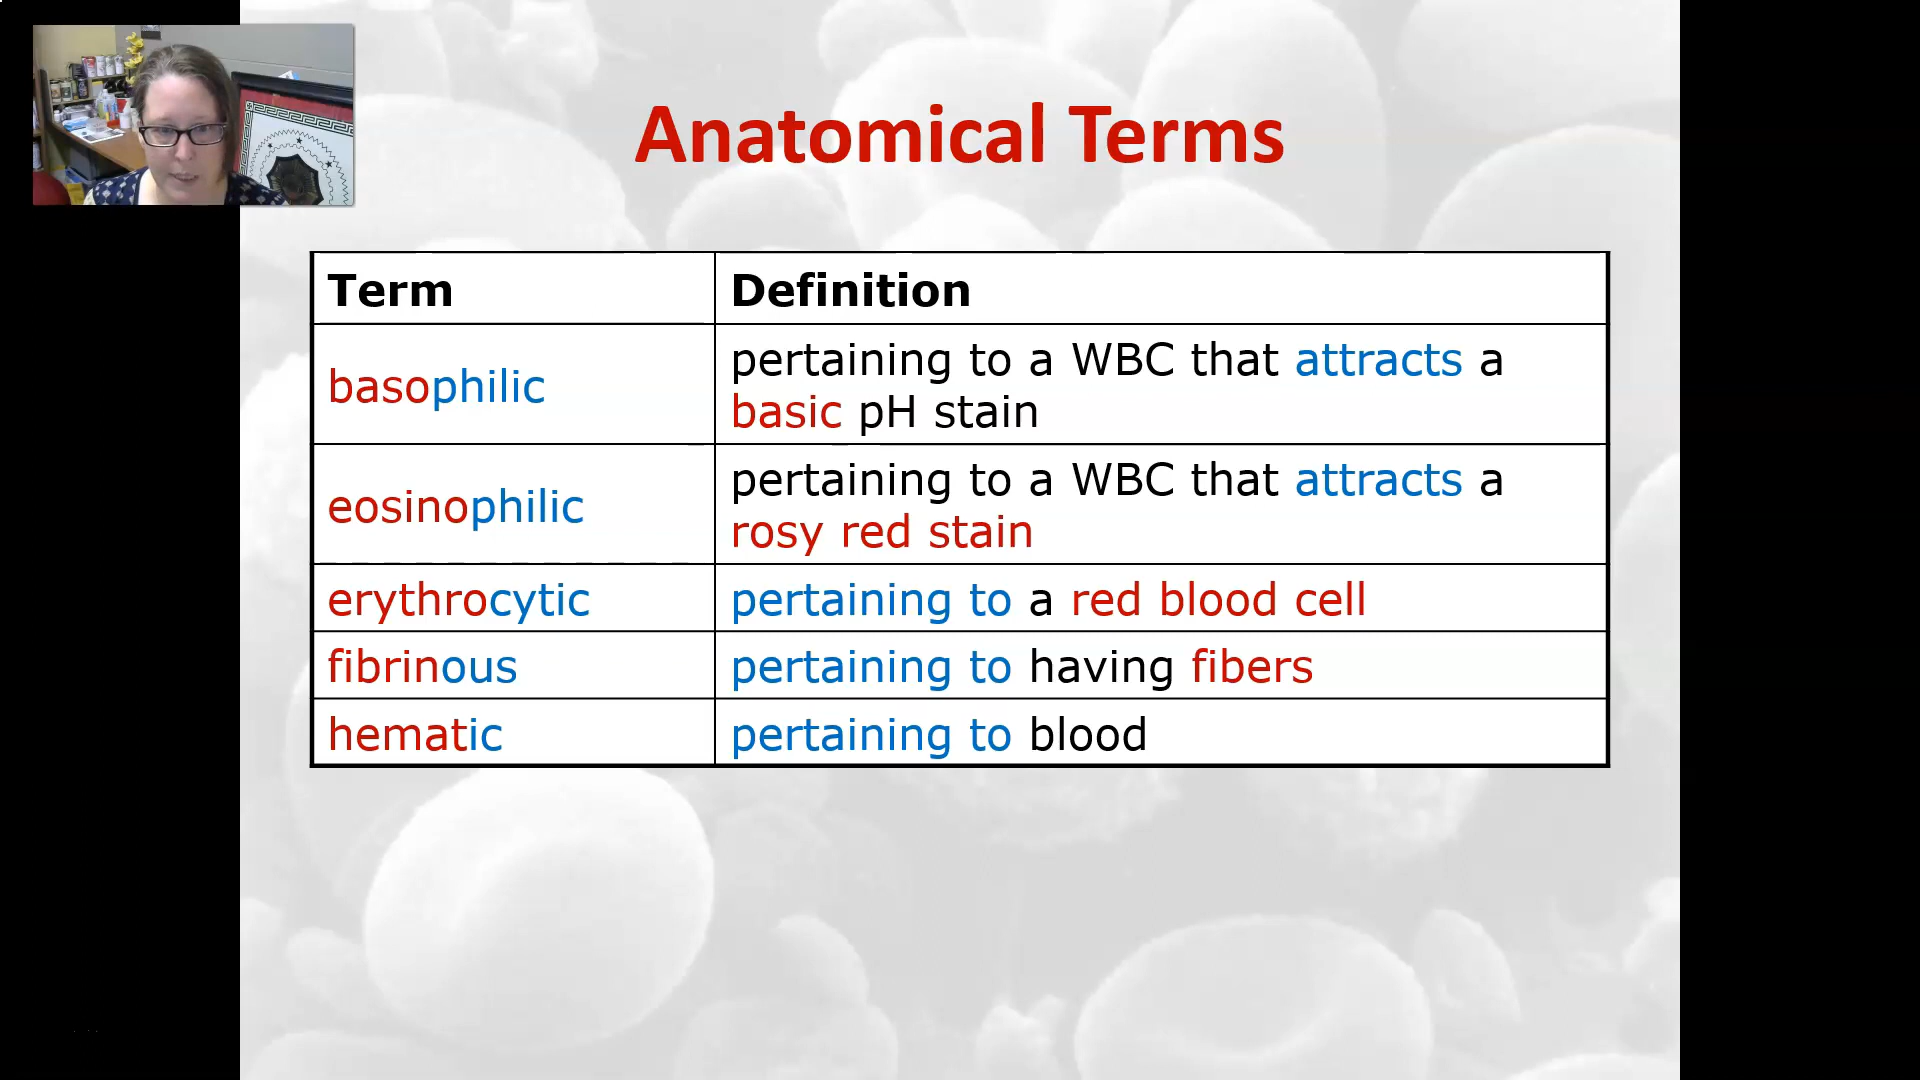 Anatomical Terms
Term
Definition
basophilic
pertaining to a WBC that attracts a
basic pH stain
eosinophilic
pertaining to a WBC that attracts a
rosy red stain
erythrocytic
pertaining to a red blood cell
fibrinous
pertaining to having fibers
hematic
pertaining to blood